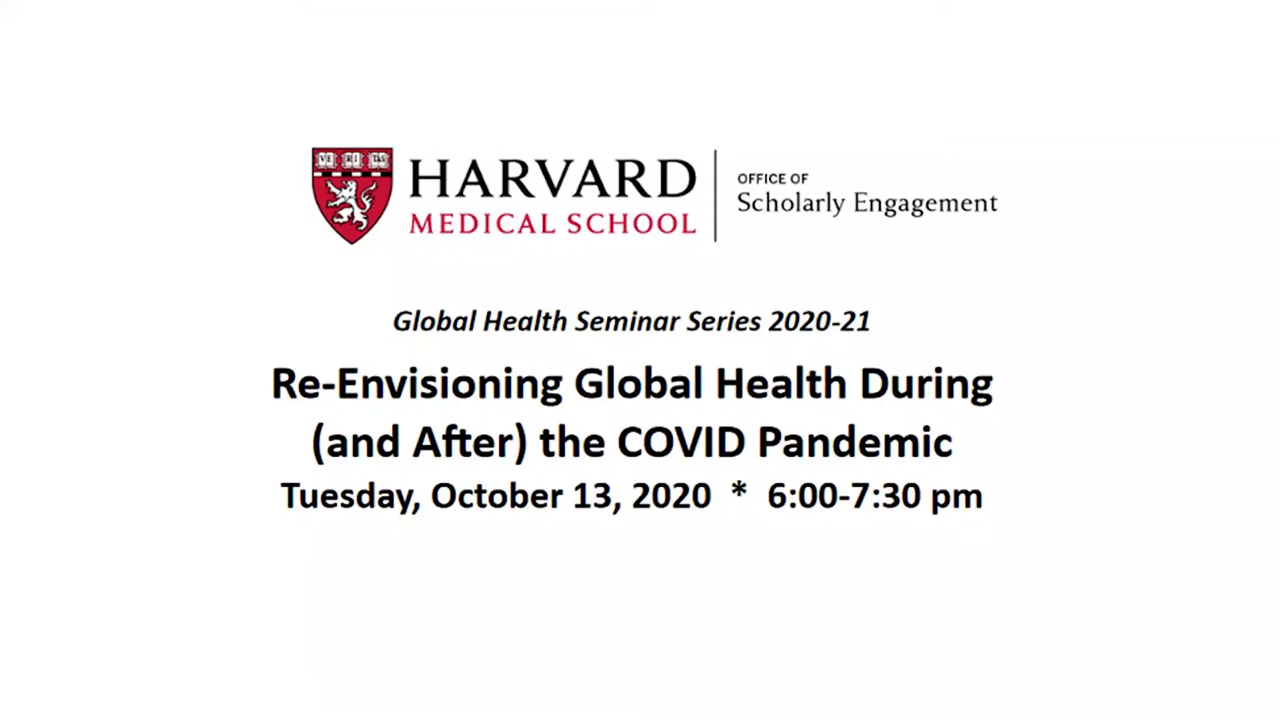 VE RI TAS
HARVARD
MEDICAL SCHOOL
OFFICE OF
Scholarly Engagement
Global Health Seminar Series 2020-21
Re-Envisioning Global Health During
(and After) the COVID Pandemic
Tuesday, October 13, 2020 * 6:00-7:30 pm